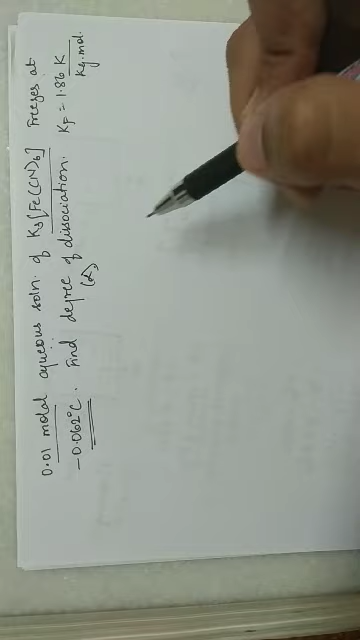 0.01 molal aqueous soln. of K3[Fe(CN)6] Freezes at
-0.062°C. Find degree of dissociation. KF = 1.86 K
(α) Kg.mol.